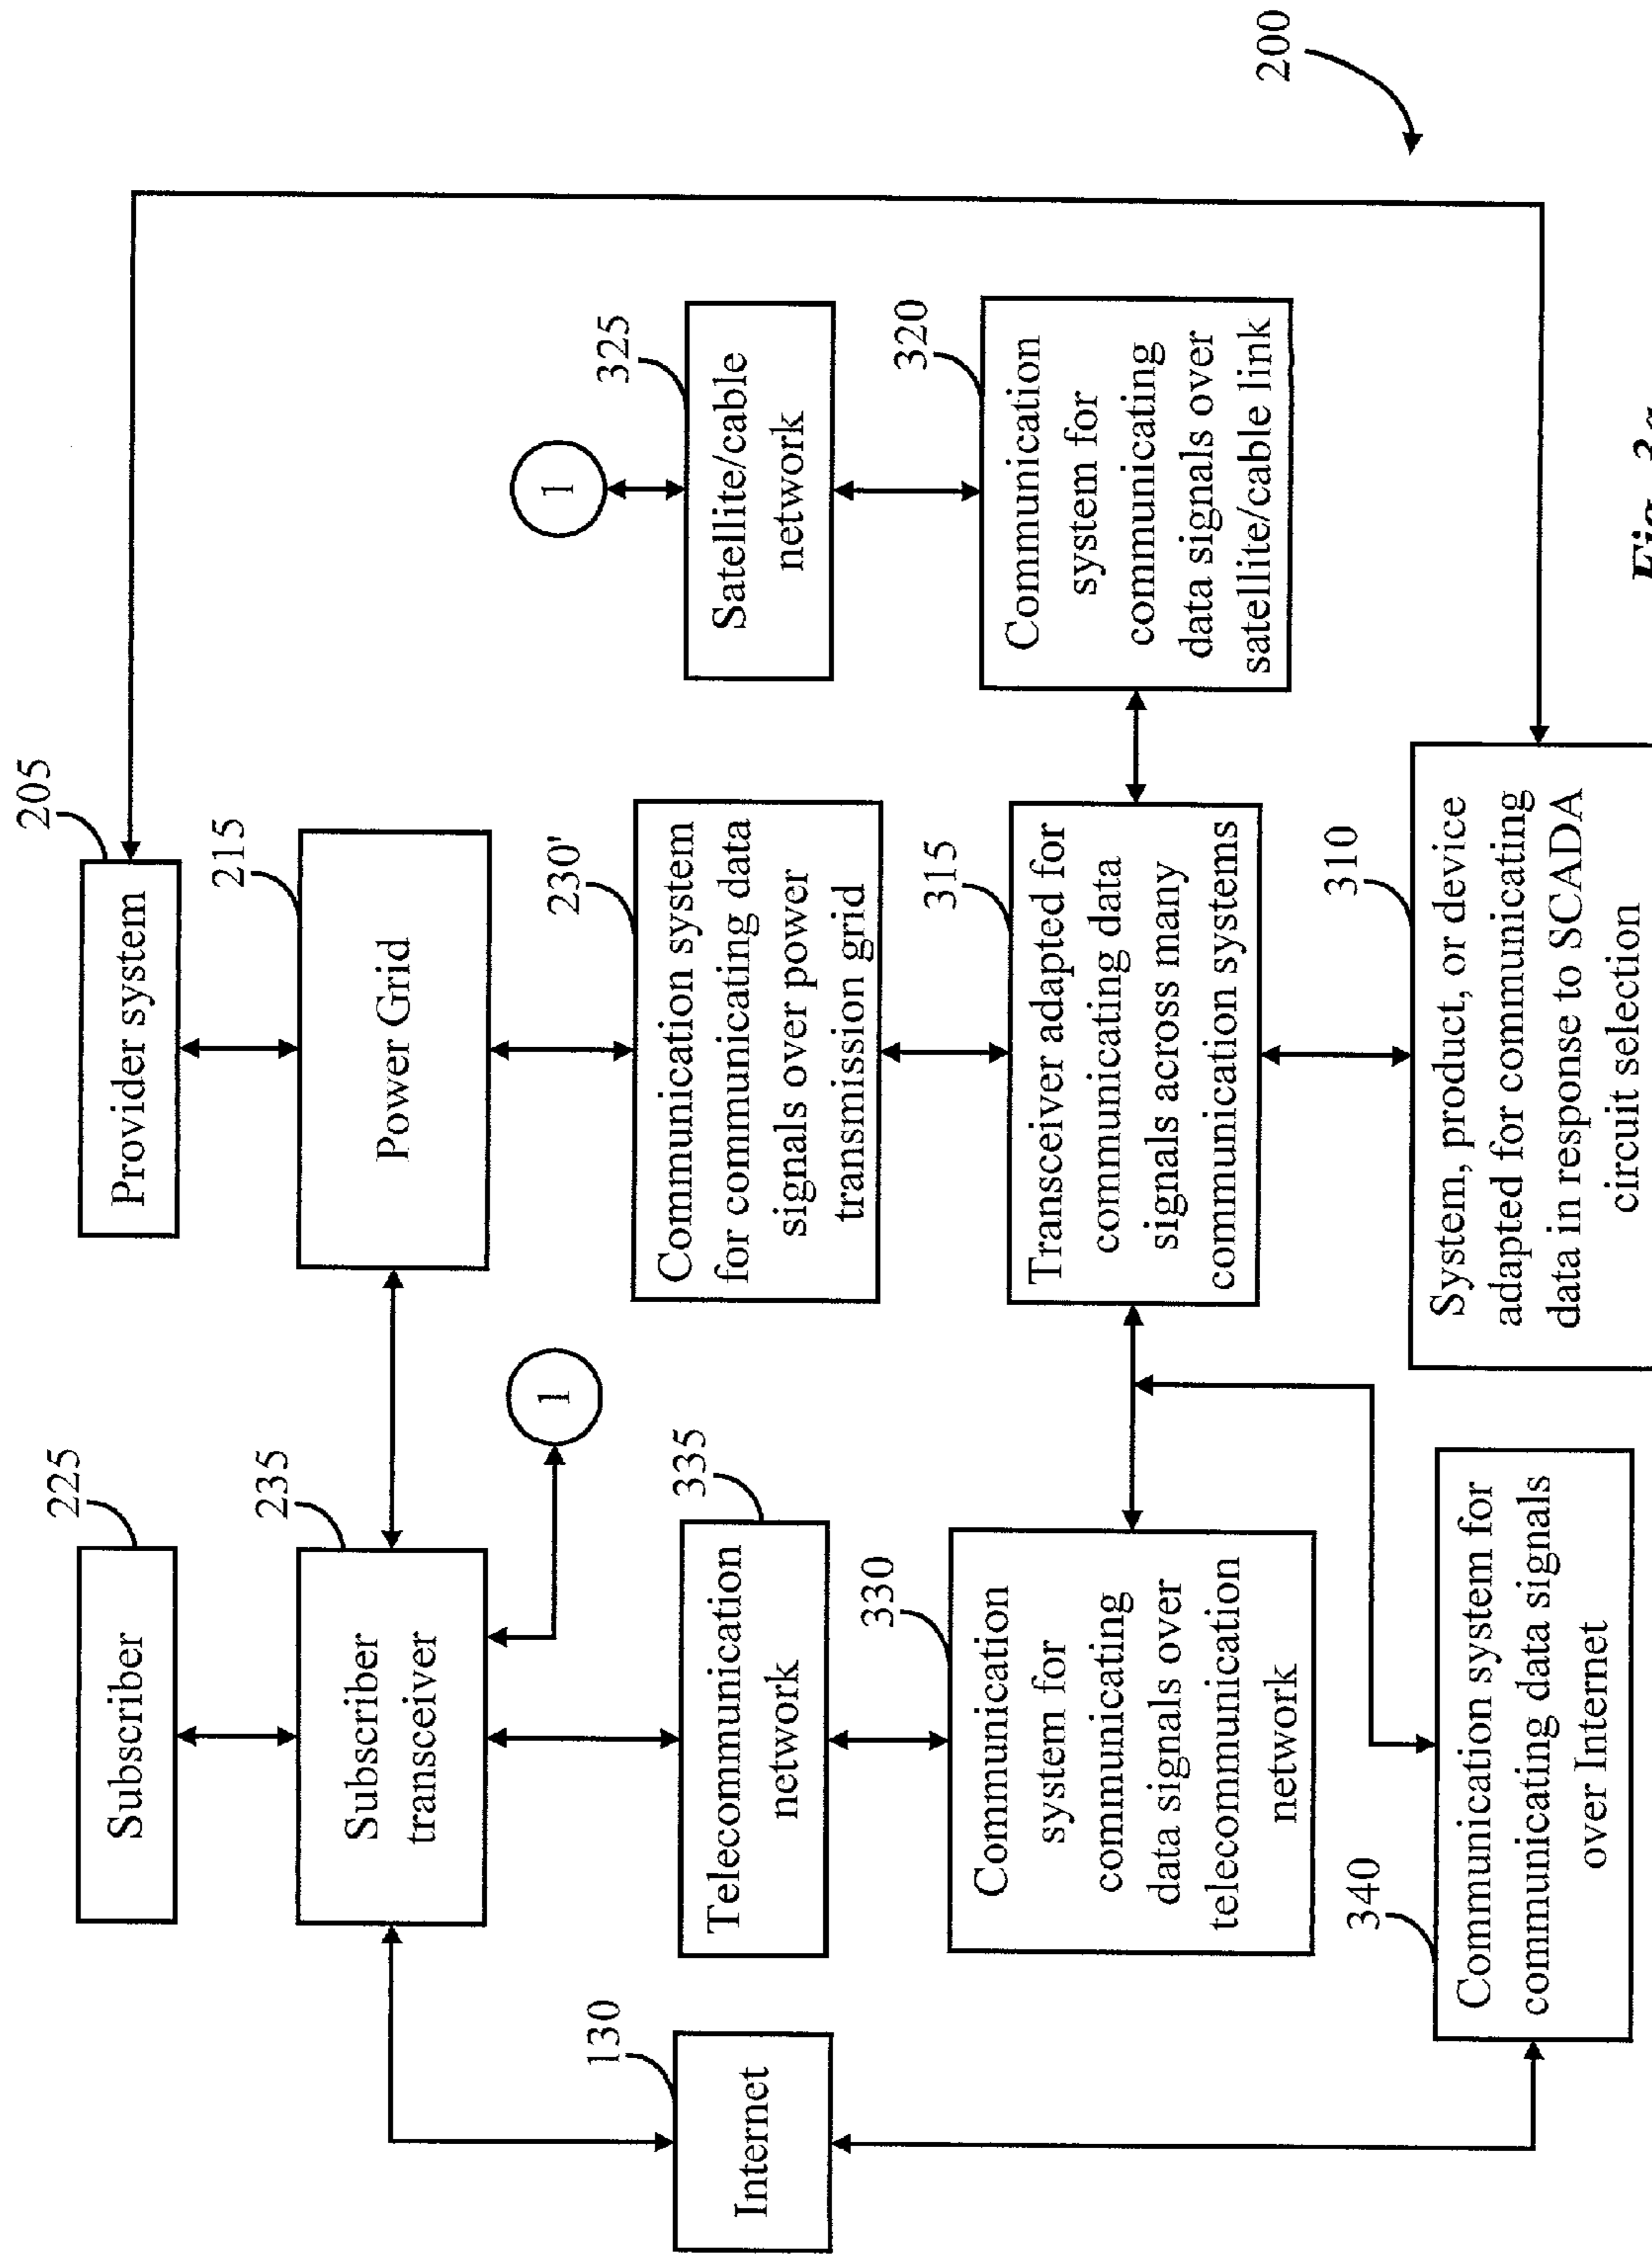 225
Subscriber
235
Subscriber
transceiver
1
130
Internet
335
Telecommunication
network
330
Communication
system for
communicating
data signals over
telecommunication
network
340
Communication system for
communicating data signals
over Internet
205
Provider system
215
Power Grid
230'
Communication system
for communicating data
signals over power
transmission grid
315
Transceiver adapted for
communicating data
signals across many
communication systems
310
System, product, or device
adapted for communicating
data in response to SCADA
circuit selection
1
325
Satellite/cable
network
320
Communication
system for
communicating
data signals over
satellite/cable link
200
Fig. 3a